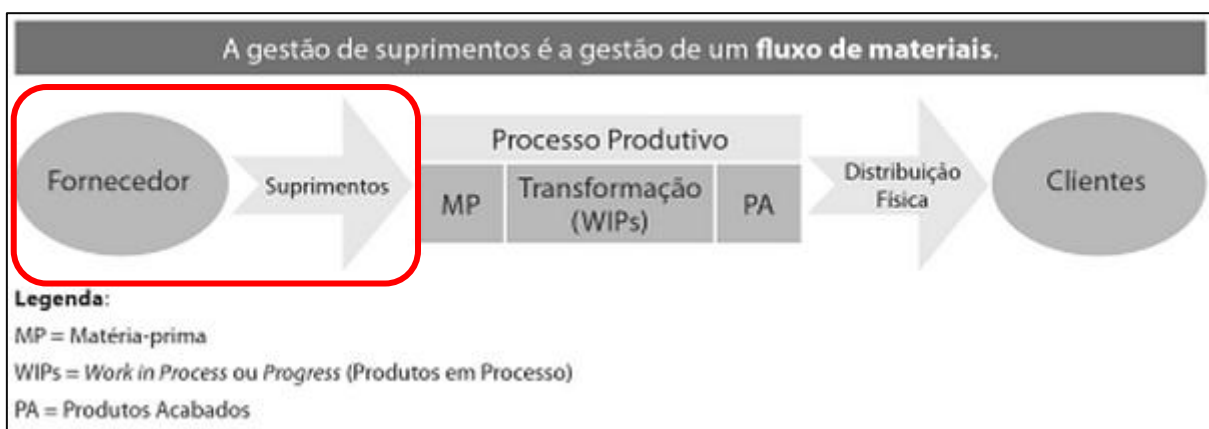 A gestão de suprimentos é a gestão de um fluxo de materiais.
Fornecedor
Suprimentos
Processo Produtivo
MP
Transformação
(WIPs)
PA
Distribuição
Física
Clientes
Legenda:
MP = Matéria-prima
WIPs = Work in Process ou Progress (Produtos em Processo)
PA = Produtos Acabados